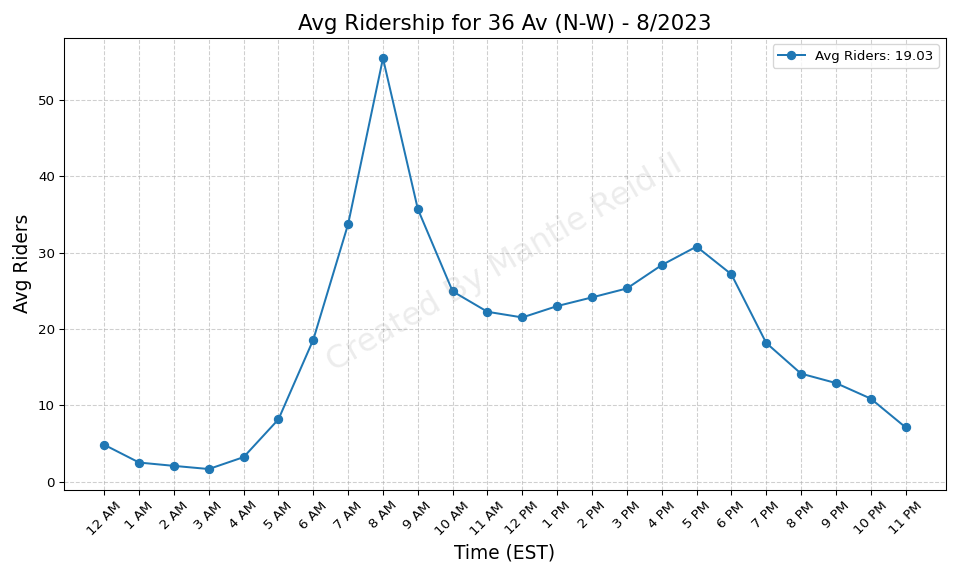 Avg Ridership for 36 Av (N-W) - 8/2023
Avg Riders: 19.03
Avg Riders
50
40
30
20
10
0
Created By Mantie Reid II
12 AM
1 AM
2 AM
3 AM
4 AM
5 AM
6 AM
7 AM
8 AM
9 AM
10 AM
11 AM
12 PM
1 PM
2 PM
3 PM
4 PM
5 PM
6 PM
7 PM
8 PM
9 PM
10 PM
11 PM
Time (EST)